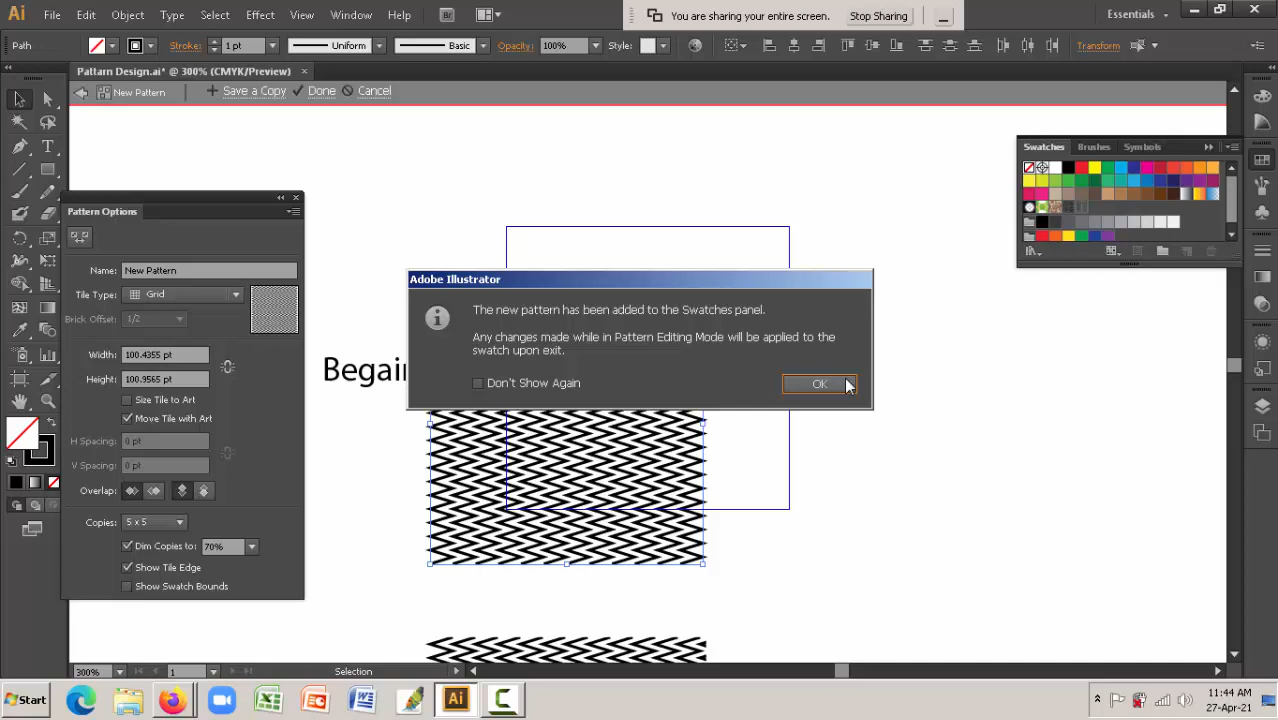 Ai File Edit Object Type Select Effect View Window Help Br
You are sharing your entire screen. Stop Sharing
Essentials
Path Stroke: 1 pt Uniform Basic Opacity: 100% Style: Transform
Pattarn Design.ai* @ 300% (CMYK/Preview)
New Pattern Save a Copy Done Cancel
Swatches Brushes Symbols
Pattern Options
Name: New Pattern
Tile Type: Grid
Brick Offset: 1/2
Width: 100.4355 pt
Height: 100.9565 pt
Size Tile to Art
Move Tile with Art
H Spacing: 0 pt
V Spacing: 0 pt
Overlap:
Copies: 5 x 5
Dim Copies to: 70%
Show Tile Edge
Show Swatch Bounds
Adobe Illustrator
The new pattern has been added to the Swatches panel.
Any changes made while in Pattern Editing Mode will be applied to the
swatch upon exit.
Don't Show Again
OK
Begain
300% 1 Selection
Start
Ai
11:44 AM
27-Apr-21